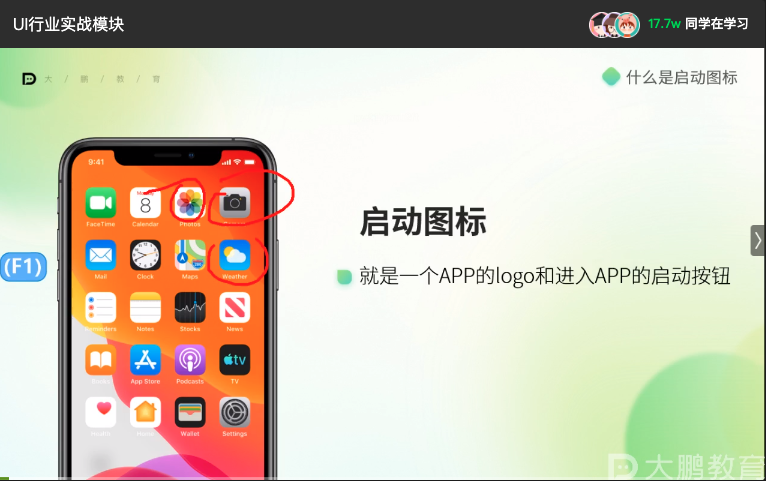 UI行业实战模块
17.7w 同学在学习
大 / 鹏 / 教 / 育
什么是启动图标
9:41
FaceTime
Calendar
8
Photos
Mail
Clock
Maps
Weather
Reminders
Notes
Stocks
News
Books
App Store
Podcasts
TV
tv
Health
Home
Wallet
Settings
(F1)
启动图标
就是一个APP的logo和进入APP的启动按钮
大鹏教育